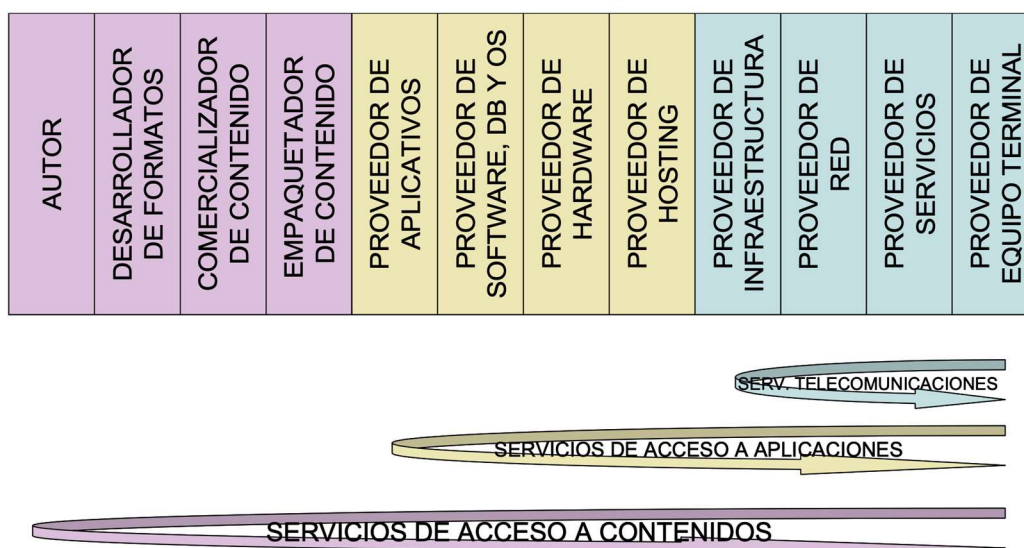 AUTOR
DESARROLLADOR
DE FORMATOS
COMERCIALIZADOR
DE CONTENIDO
EMPAQUETADOR
DE CONTENIDO
PROVEEDOR DE
APLICATIVOS
PROVEEDOR DE
SOFTWARE, DB Y OS
PROVEEDOR DE
HARDWARE
PROVEEDOR DE
HOSTING
PROVEEDOR DE
INFRAESTRUCTURA
PROVEEDOR DE
RED
PROVEEDOR DE
SERVICIOS
PROVEEDOR DE
EQUIPO TERMINAL
SERV. TELECOMUNICACIONES
SERVICIOS DE ACCESO A APLICACIONES
SERVICIOS DE ACCESO A CONTENIDOS